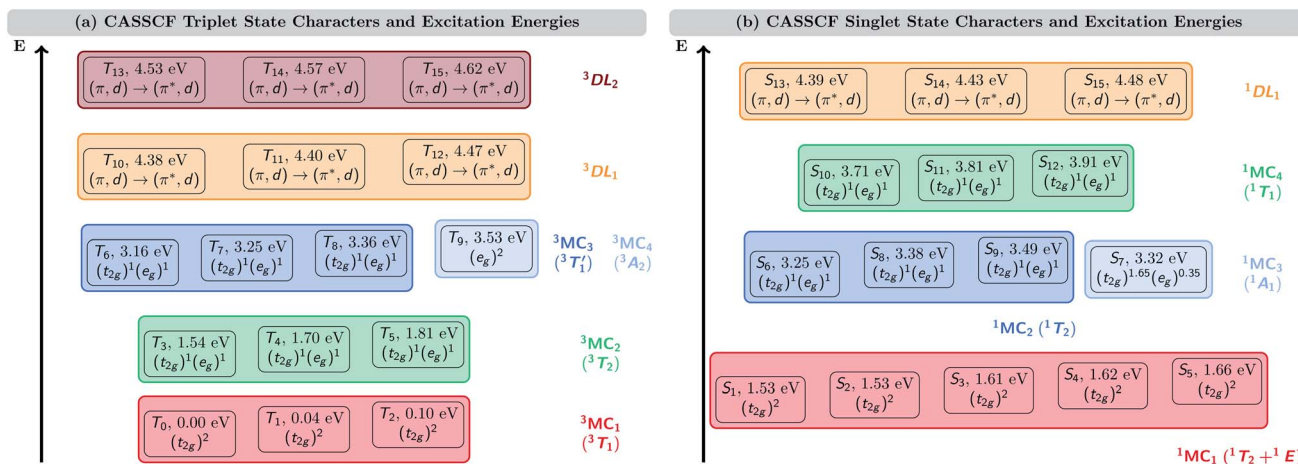 (a) CASSCF Triplet State Characters and Excitation Energies
E
T₁₃, 4.53 eV
(π, d) → (π*, d)
T₁₄, 4.57 eV
(π, d) → (π*, d)
T₁₅, 4.62 eV
(π, d) → (π*, d)
³DL₂
T₁₀, 4.38 eV
(π, d) → (π*, d)
T₁₁, 4.40 eV
(π, d) → (π*, d)
T₁₂, 4.47 eV
(π, d) → (π*, d)
³DL₁
T₆, 3.16 eV
(t₂g)¹(eg)¹
T₇, 3.25 eV
(t₂g)¹(eg)¹
T₈, 3.36 eV
(t₂g)¹(eg)¹
T₉, 3.53 eV
(eg)²
³MC₃
(³T₁′)
³MC₄
(³A₂)
T₃, 1.54 eV
(t₂g)¹(eg)¹
T₄, 1.70 eV
(t₂g)¹(eg)¹
T₅, 1.81 eV
(t₂g)¹(eg)¹
³MC₂
(³T₂)
T₀, 0.00 eV
(t₂g)²
T₁, 0.04 eV
(t₂g)²
T₂, 0.10 eV
(t₂g)²
³MC₁
(³T₁)
(b) CASSCF Singlet State Characters and Excitation Energies
E
S₁₃, 4.39 eV
(π, d) → (π*, d)
S₁₄, 4.43 eV
(π, d) → (π*, d)
S₁₅, 4.48 eV
(π, d) → (π*, d)
¹DL₁
S₁₀, 3.71 eV
(t₂g)¹(eg)¹
S₁₁, 3.81 eV
(t₂g)¹(eg)¹
S₁₂, 3.91 eV
(t₂g)¹(eg)¹
¹MC₄
(¹T₁)
S₆, 3.25 eV
(t₂g)¹(eg)¹
S₈, 3.38 eV
(t₂g)¹(eg)¹
S₉, 3.49 eV
(t₂g)¹(eg)¹
S₇, 3.32 eV
(t₂g)¹·⁶⁵(eg)⁰·³⁵
¹MC₃
(¹A₁)
¹MC₂ (¹T₂)
S₁, 1.53 eV
(t₂g)²
S₂, 1.53 eV
(t₂g)²
S₃, 1.61 eV
(t₂g)²
S₄, 1.62 eV
(t₂g)²
S₅, 1.66 eV
(t₂g)²
¹MC₁ (¹T₂ +¹ E